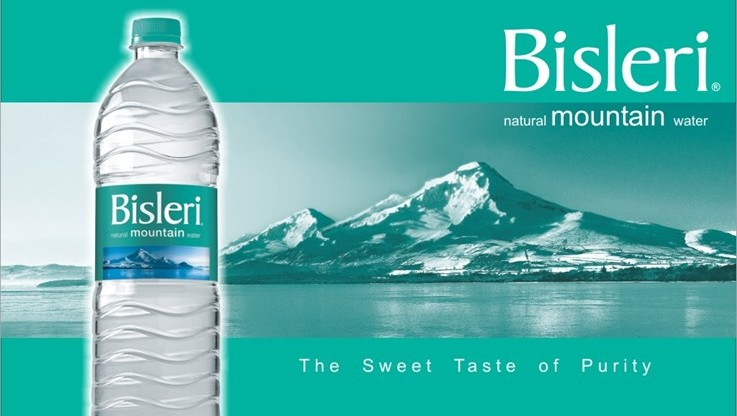 Bisleri®
natural mountain water
Bisleri
natural mountain water
The Sweet Taste of Purity